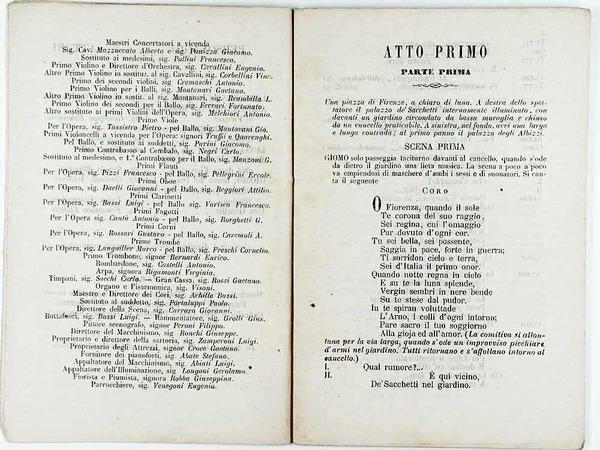 Maestri Concertatori a vicenda
Sig. Cav. Mazzucato Alberto e sig. Panizza Giacomo.
Sostituto ai medesimi, sig. Pollini Francesco.
Primo Violino e Direttore d'Orchestra, sig. Cavallini Eugenio.
Altro Primo Violino in sostituz. al sig. Cavallini, sig. Corbellini Vinc.
Primo dei secondi violini, sig. Cremaschi Antonio.
Primo Violino per i Balli, sig. Montanari Gaetano.
Altro Primo Violino in sostit. al sig. Montanari, sig. Brambilla L.
Primo Violino dei secondi per il Ballo, sig. Ferrari Fortunato.
Altro sostituto ai primi Violini dell'Opera, sig. Melchiori Antonio.
Prime Viole
Per l'Opera, sig. Tassistro Pietro - pel Ballo, sig. Montovani Gio.
Primi Violoncelli a vicenda per l'Opera: signori Truffi e Quarenghi.
Pel Ballo, e sostituto ai suddetti, sig. Parini Giacomo.
Primo Contrabasso al Cembalo, sig. Negri Carlo.
Sostituto al medesimo, e 1.º Contrabasso per il Ballo, sig. Manzoni G.
Primi Flauti
Per l'Opera, sig. Pizzi Francesco - pel Ballo, sig. Pellegrini Ercole.
Primi Oboe
Per l'Opera, sig. Daelli Giovanni - pel Ballo, sig. Reggiori Attilio.
Primi Clarinetti
Per l'Opera, sig. Bassi Luigi - pel Ballo, sig. Varisco Francesco.
Primi Fagotti
Per l'Opera, sig. Cantù Antonio - pel Ballo, sig. Borghetti G.
Primi Corni
Per l'Opera, sig. Rossari Gustavo - pel Ballo, sig. Caremoli A.
Prime Trombe
Per l'Opera, sig. Languiller Marco - pel Ballo, sig. Freschi Cornelio.
Primo Trombone, signor Bernardi Enrico.
Bombardone, sig. Castelli Antonio.
Arpa, signora Rigamonti Virginia.
Timpani, sig. Sacchi Carlo. — Gran Cassa, sig. Rossi Gaetano.
Organo e Fisarmonica, sig. Visoni.
Maestro e Direttore dei Cori, sig. Achille Bassi.
Sostituto al suddetto, sig. Portaluppi Paolo.
Direttore della Scena, sig. Carraro Giovanni.
Buttafuori, sig. Bassi Luigi. — Rammentatore, sig. Grolli Gius.
Pittore scenografo, signor Peroni Filippo.
Direttore del Macchinismo, sig. Ronchi Giuseppe.
Proprietario e direttore della sartoria, sig. Zamperoni Luigi.
Proprietario degli Attrezzi, signor Croce Gaetano.
Fornitore dei pianoforti, sig. Abate Stefano.
Appaltatore del Macchinismo, sig. Abiati Luigi.
Appaltatore dell'Illuminazione, sig. Longoni Gerolamo.
Fiorista e Piumista, signora Robba Giuseppina.
Parrucchiere, sig. Venegoni Eugenio.
ATTO PRIMO
PARTE PRIMA
Una piazza di Firenze, a chiaro di luna. A destra dello spet-
tatore il palazzo de'Sacchetti internamente illuminato, con
davanti un giardino circondato da bassa muraglia e chiuso
da un cancello praticabile. A sinistra, nel fondo, avvi una larga
e lunga contrada; al primo piano il palazzo degli Albizzi.
SCENA PRIMA
GIOMO solo passeggia taciturno davanti al cancello, quando s'ode
da dietro il giardino una lieta musica. La scena a poco a poco
va empiendosi di maschere d'ambi i sessi e di suonatori. Si can-
ta il seguente
CORO
O Fiorenza, quando il sole
Te corona del suo raggio,
Sei regina, cui l'omaggio
Par dovuto d'ogni cor.
Tu sei bella, sei possente,
Saggia in pace, forte in guerra;
Ti sorridon cielo e terra,
Sei d'Italia il primo onor.
Quando notte regna in cielo
E su te la luna splende,
Vergin sembri in nere bende
Su te stese dal pudor.
In te spiran voluttade
L'Arno, i colli d'ogni intorno;
Pare sacro il tuo soggiorno
Alla gioja ed all'amor. (La comitiva si allon-
tana per la via larga, quando s'ode un improvviso picchiare
d'armi nel giardino. Tutti ritornano e s'affollano intorno al
cancello.)
I. Qual rumore?...
II. È qui vicino,
De'Sacchetti nel giardino.